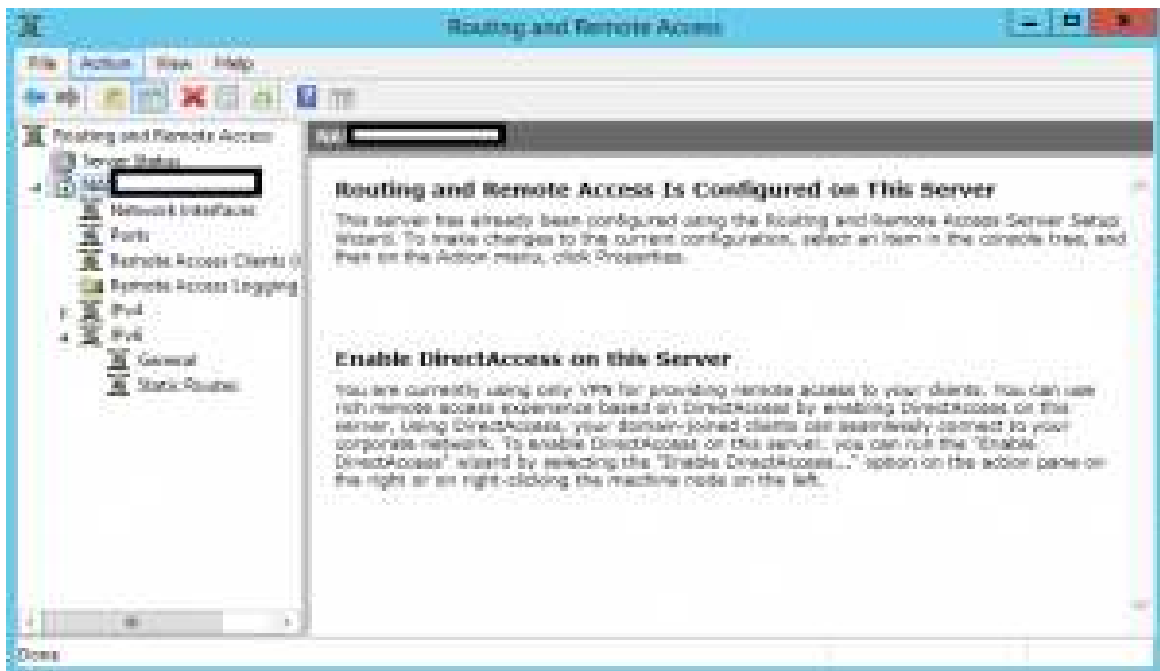 Routing and Remote Access
File Action View Help
Routing and Remote Access
Server Status
Network Interfaces
Ports
Remote Access Clients
Remote Access Logging
IPv4
IPv6
General
Static Routes
Routing and Remote Access Is Configured on This Server
This server has already been configured using the Routing and Remote Access Server Setup
Wizard. To make changes to the current configuration, select an item in the console tree, and
then on the Action menu, click Properties.
Enable DirectAccess on this Server
You are currently using only VPN for providing remote access to your clients. You can use
rich remote access experience based on DirectAccess by enabling DirectAccess on this
server. Using DirectAccess, your domain-joined clients can seamlessly connect to your
corporate network. To enable DirectAccess on this server, you can run the "Enable
DirectAccess" wizard by selecting the "Enable DirectAccess..." option on the action pane on
the right or on right-clicking the machine node on the left.
Done